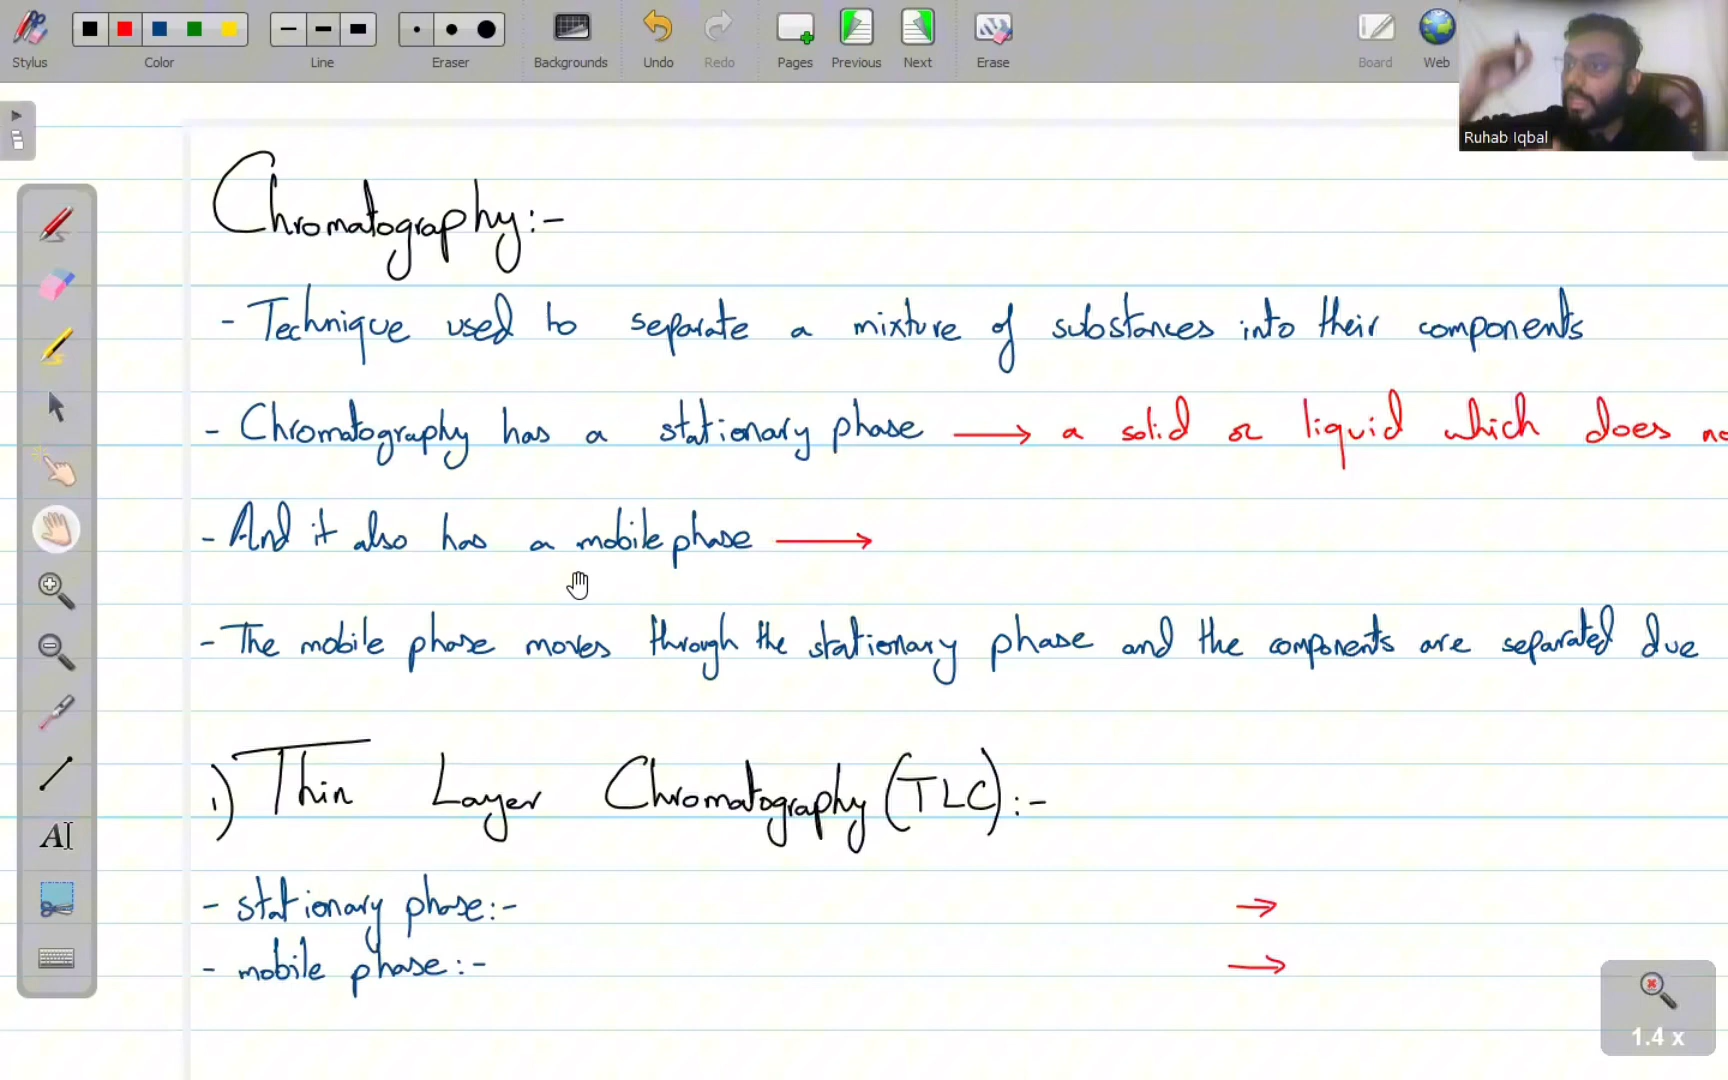 Stylus
Color
Line
Eraser
Backgrounds
Undo
Redo
Pages
Previous
Next
Erase
Board
Web
Ruhab Iqbal
Chromatography:-
- Technique used to separate a mixture of substances into their components
- Chromatography has a stationary phase → a solid or liquid which does no
- And it also has a mobile phase →
- The mobile phase moves through the stationary phase and the components are separated due
1) Thin Layer Chromatography (TLC):-
- stationary phase:- →
- mobile phase:- →
AI
1.4 x